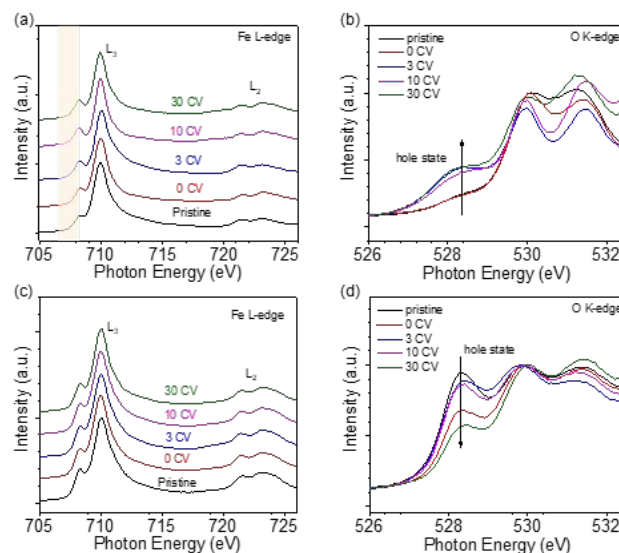 (a)
Fe L-edge
L3
L2
30 CV
10 CV
3 CV
0 CV
Pristine
Intensity (a.u.)
705 710 715 720 725
Photon Energy (eV)
(b)
O K-edge
pristine
0 CV
3 CV
10 CV
30 CV
hole state
Intensity (a.u.)
526 528 530 532
Photon Energy (eV)
(c)
Fe L-edge
L3
L2
30 CV
10 CV
3 CV
0 CV
Pristine
Intensity (a.u.)
705 710 715 720 725
Photon Energy (eV)
(d)
O K-edge
pristine
0 CV
3 CV
10 CV
30 CV
hole state
Intensity (a.u.)
526 528 530 532
Photon Energy (eV)